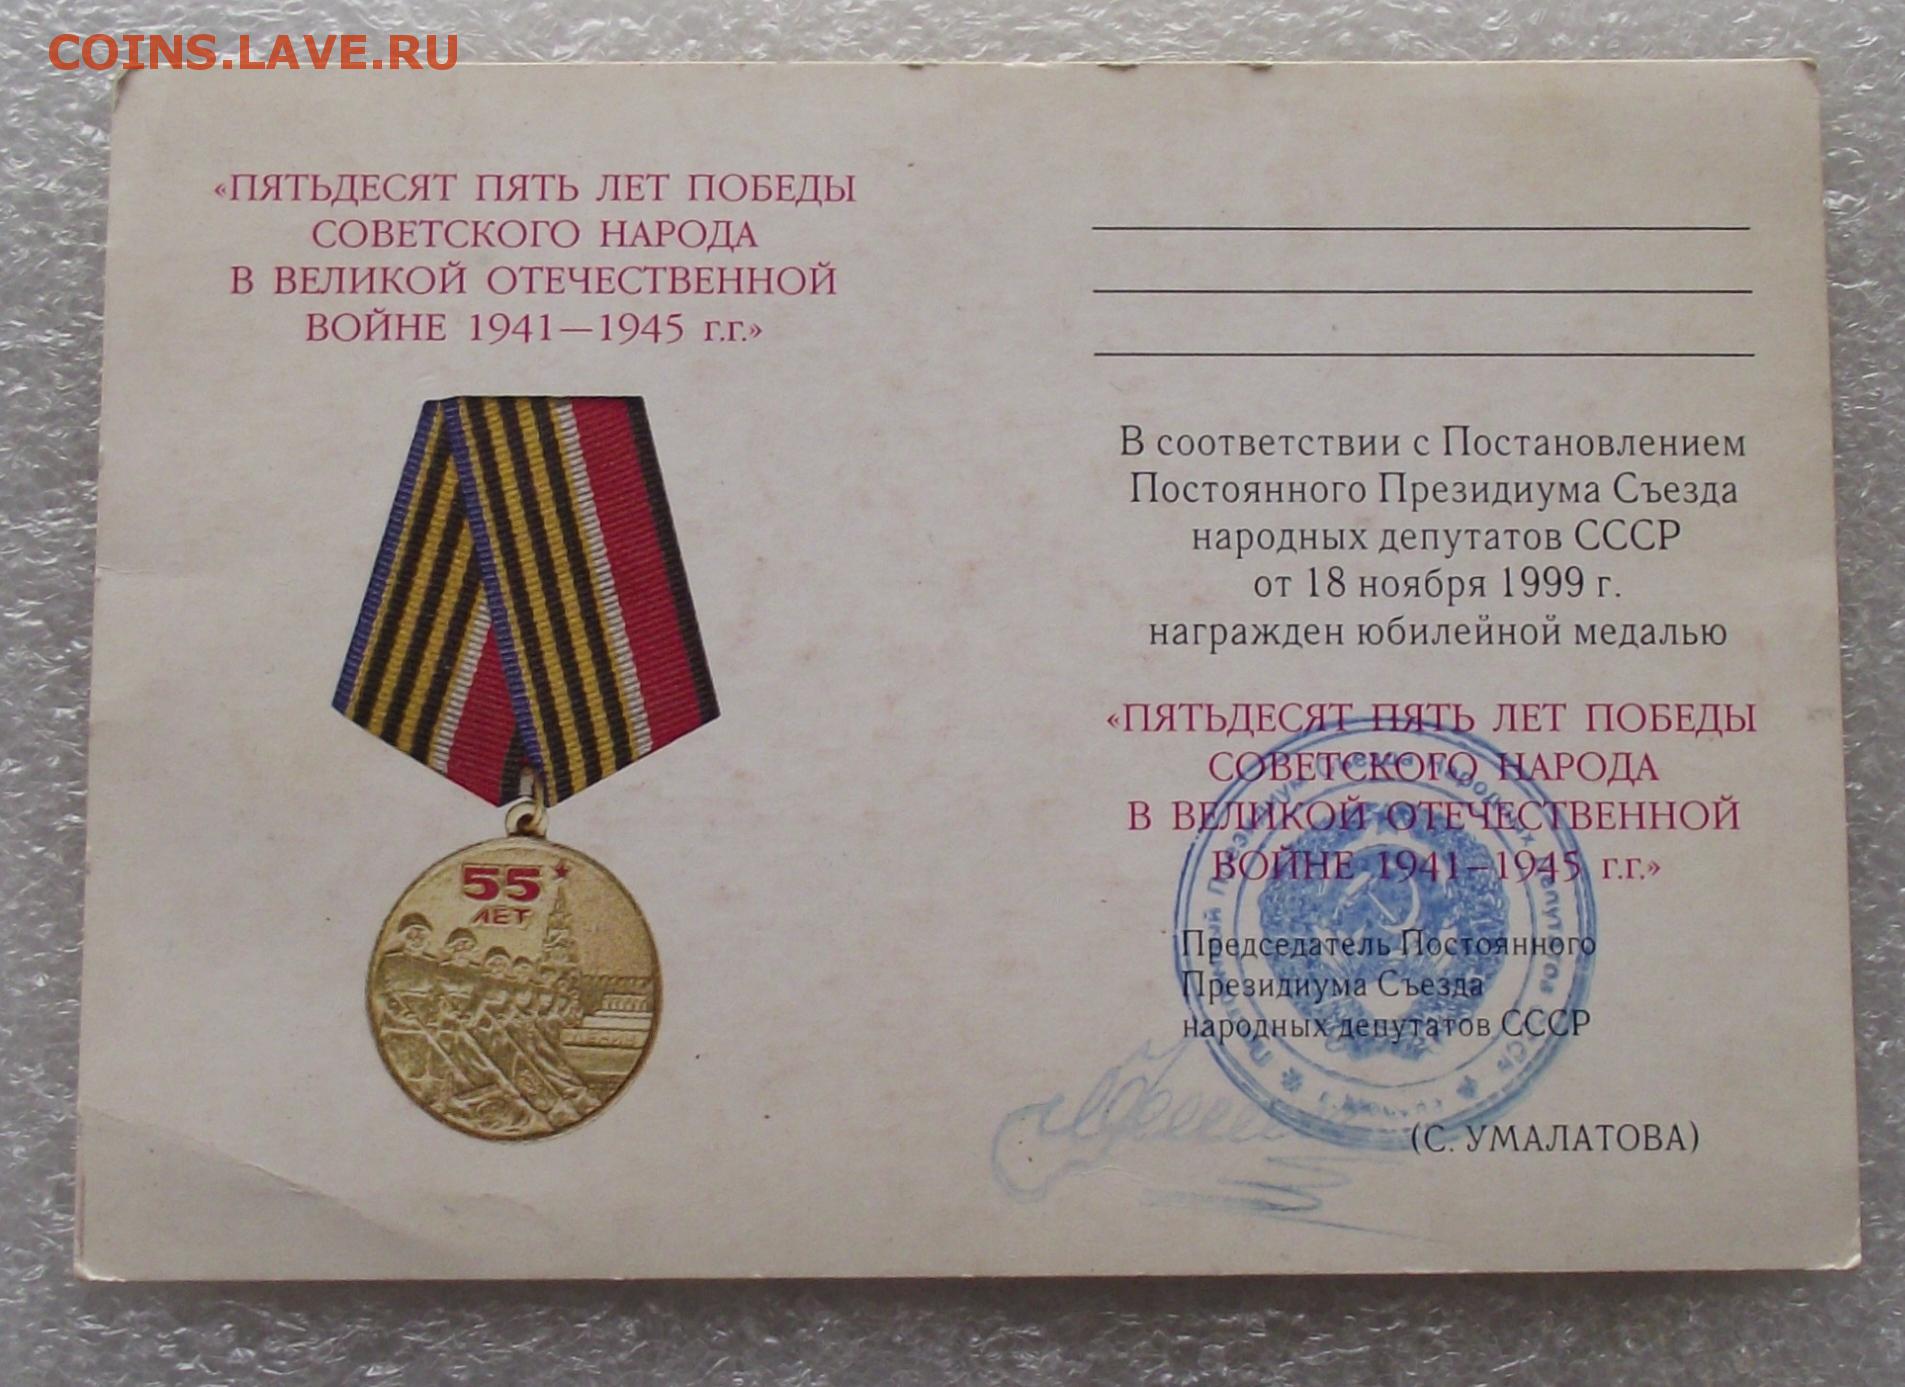 COINS.LAVE.RU
«ПЯТЬДЕСЯТ ПЯТЬ ЛЕТ ПОБЕДЫ
СОВЕТСКОГО НАРОДА
В ВЕЛИКОЙ ОТЕЧЕСТВЕННОЙ
ВОЙНЕ 1941—1945 г.г.»
55
ЛЕТ
В соответствии с Постановлением
Постоянного Президиума Съезда
народных депутатов СССР
от 18 ноября 1999 г.
награжден юбилейной медалью
«ПЯТЬДЕСЯТ ПЯТЬ ЛЕТ ПОБЕДЫ
СОВЕТСКОГО НАРОДА
В ВЕЛИКОЙ ОТЕЧЕСТВЕННОЙ
ВОЙНЕ 1941—1945 г.г.»
Председатель Постоянного
Президиума Съезда
народных депутатов СССР
(С. УМАЛАТОВА)